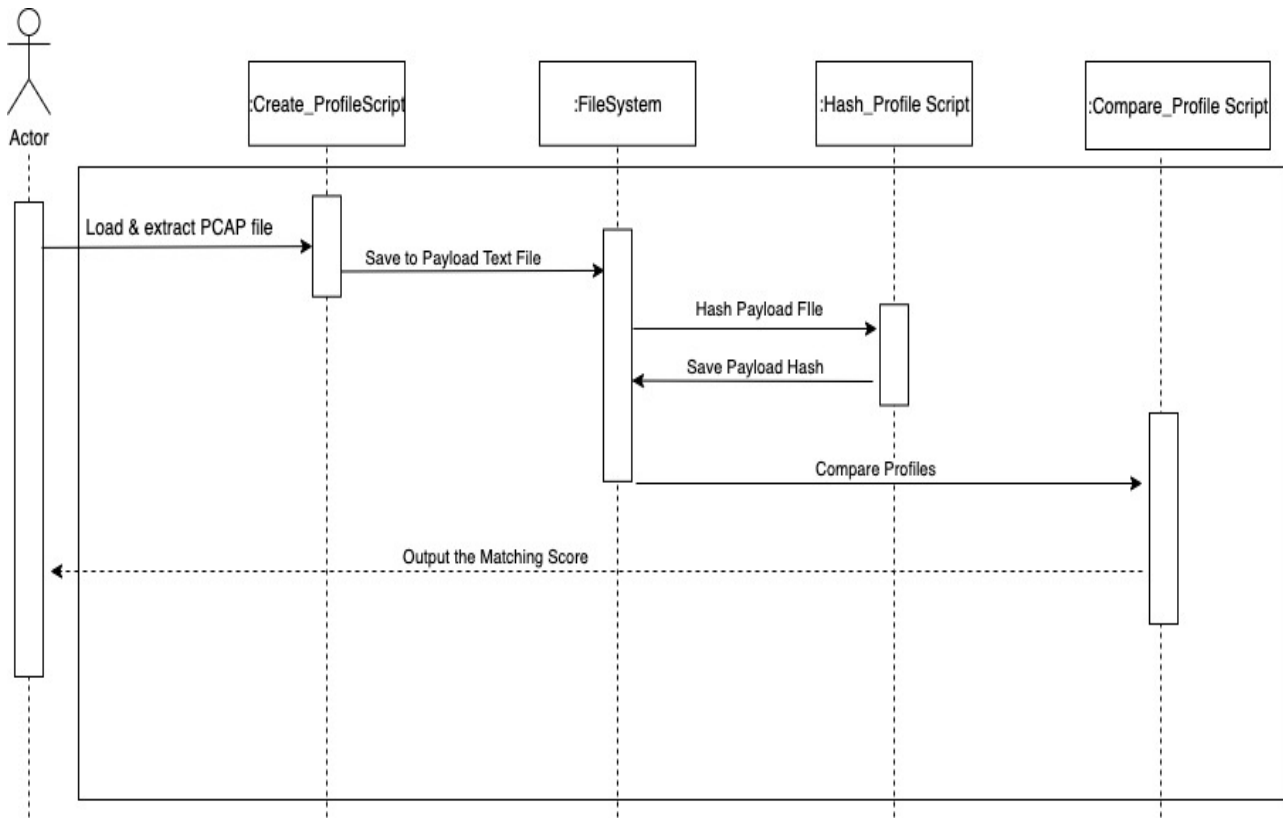 Actor
:Create_ProfileScript
:FileSystem
:Hash_Profile Script
:Compare_Profile Script
Load & extract PCAP file
Save to Payload Text File
Hash Payload FIle
Save Payload Hash
Compare Profiles
Output the Matching Score